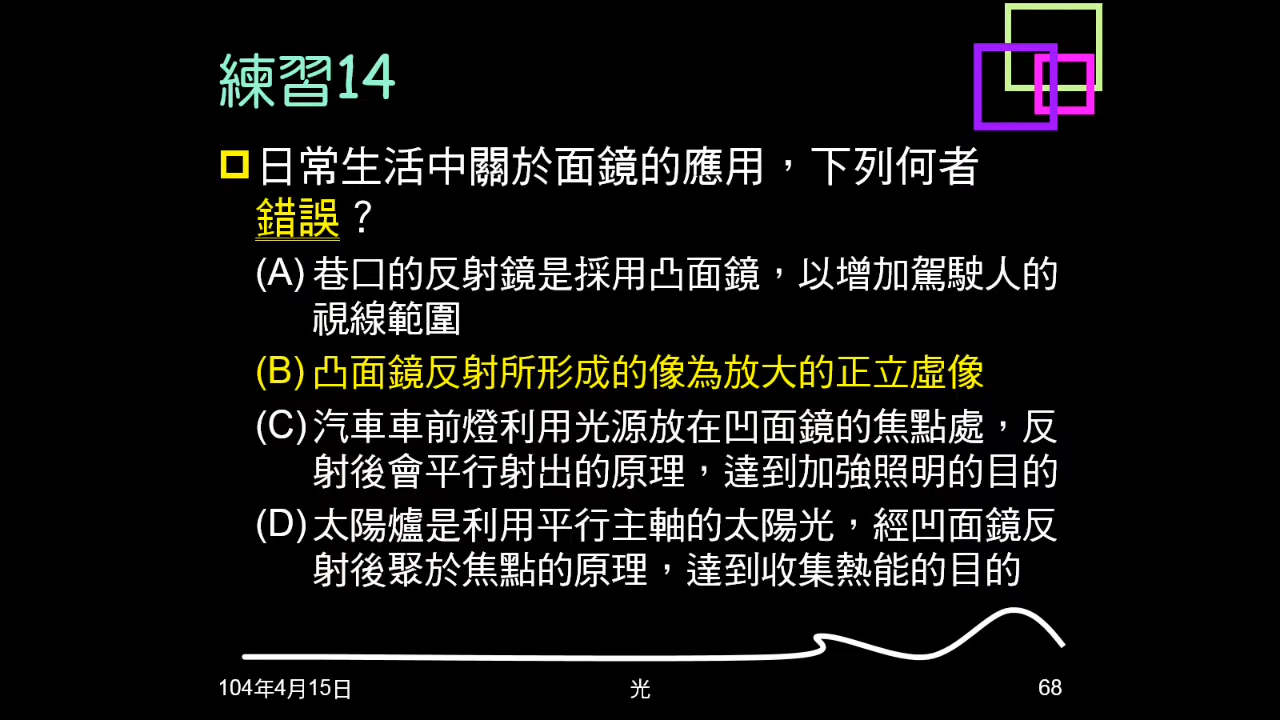 練習14
日常生活中關於面鏡的應用，下列何者
錯誤？
(A) 巷口的反射鏡是採用凸面鏡，以增加駕駛人的
視線範圍
(B) 凸面鏡反射所形成的像為放大的正立虛像
(C) 汽車車前燈利用光源放在凹面鏡的焦點處，反
射後會平行射出的原理，達到加強照明的目的
(D) 太陽爐是利用平行主軸的太陽光，經凹面鏡反
射後聚於焦點的原理，達到收集熱能的目的
104年4月15日
光
68